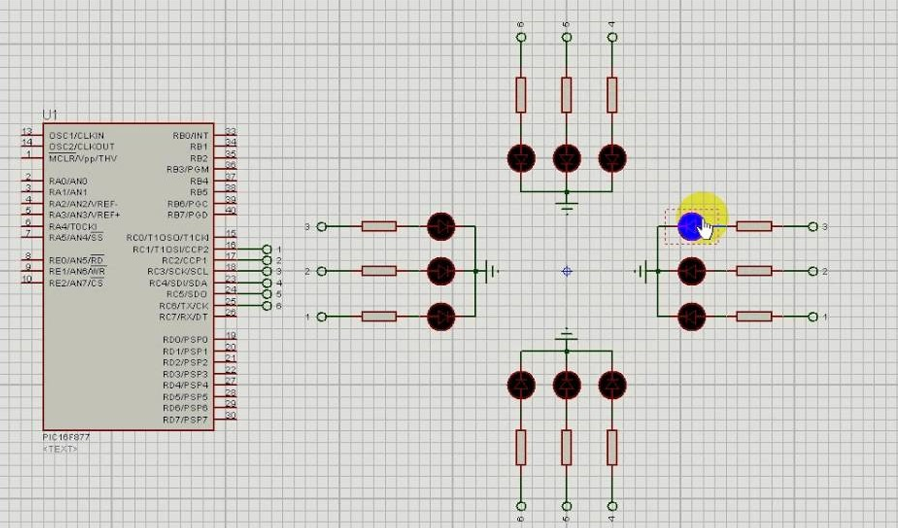 U1
13 OSC1/CLKIN RB0/INT 33
14 OSC2/CLKOUT RB1 34
1 MCLR/Vpp/THV RB2 35
RB3/PGM 36
2 RA0/AN0 RB4 37
3 RA1/AN1 RB5 38
4 RA2/AN2/VREF- RB6/PGC 39
5 RA3/AN3/VREF+ RB7/PGD 40
6 RA4/T0CKI
7 RA5/AN4/SS RC0/T1OSO/T1CKI 15
RC1/T1OSI/CCP2 16 1
8 RE0/AN5/RD RC2/CCP1 17 2
9 RE1/AN6/WR RC3/SCK/SCL 18 3
10 RE2/AN7/CS RC4/SDI/SDA 23 4
RC5/SDO 24 5
RC6/TX/CK 25 6
RC7/RX/DT 26
RD0/PSP0 19
RD1/PSP1 20
RD2/PSP2 21
RD3/PSP3 22
RD4/PSP4 27
RD5/PSP5 28
RD6/PSP6 29
RD7/PSP7 30
PIC16F877
<TEXT>
6 5 4
3
2
1
3
2
1
6 5 4